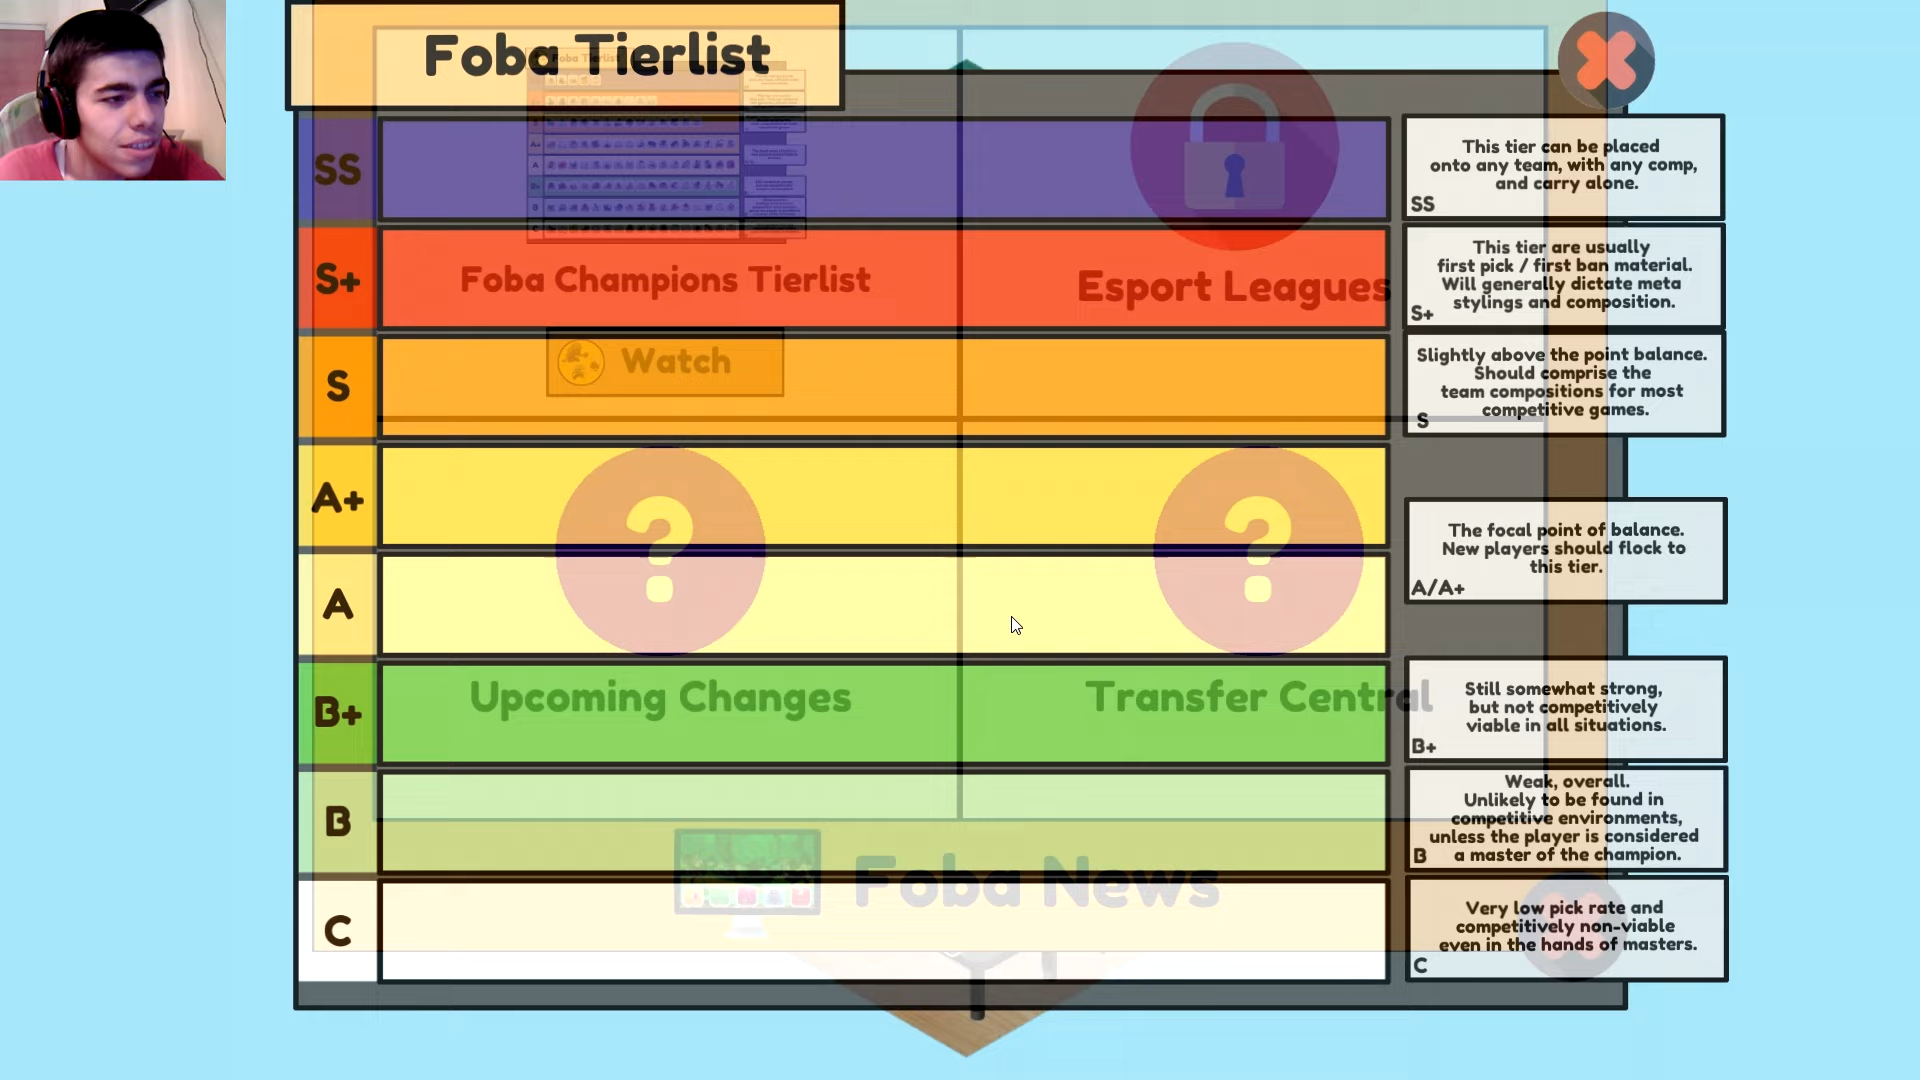 Foba Tierlist
SS
S+
S
A+
A
B+
B
C
Foba Champions Tierlist
Esport Leagues
Watch
Upcoming Changes
Transfer Central
Foba News
This tier can be placed
onto any team, with any comp,
and carry alone.
SS
This tier are usually
first pick / first ban material.
Will generally dictate meta
stylings and composition.
S+
Slightly above the point balance.
Should comprise the
team compositions for most
competitive games.
S
The focal point of balance.
New players should flock to
this tier.
A/A+
Still somewhat strong,
but not competitively
viable in all situations.
B+
Weak, overall.
Unlikely to be found in
competitive environments,
unless the player is considered
a master of the champion.
B
Very low pick rate and
competitively non-viable
even in the hands of masters.
C